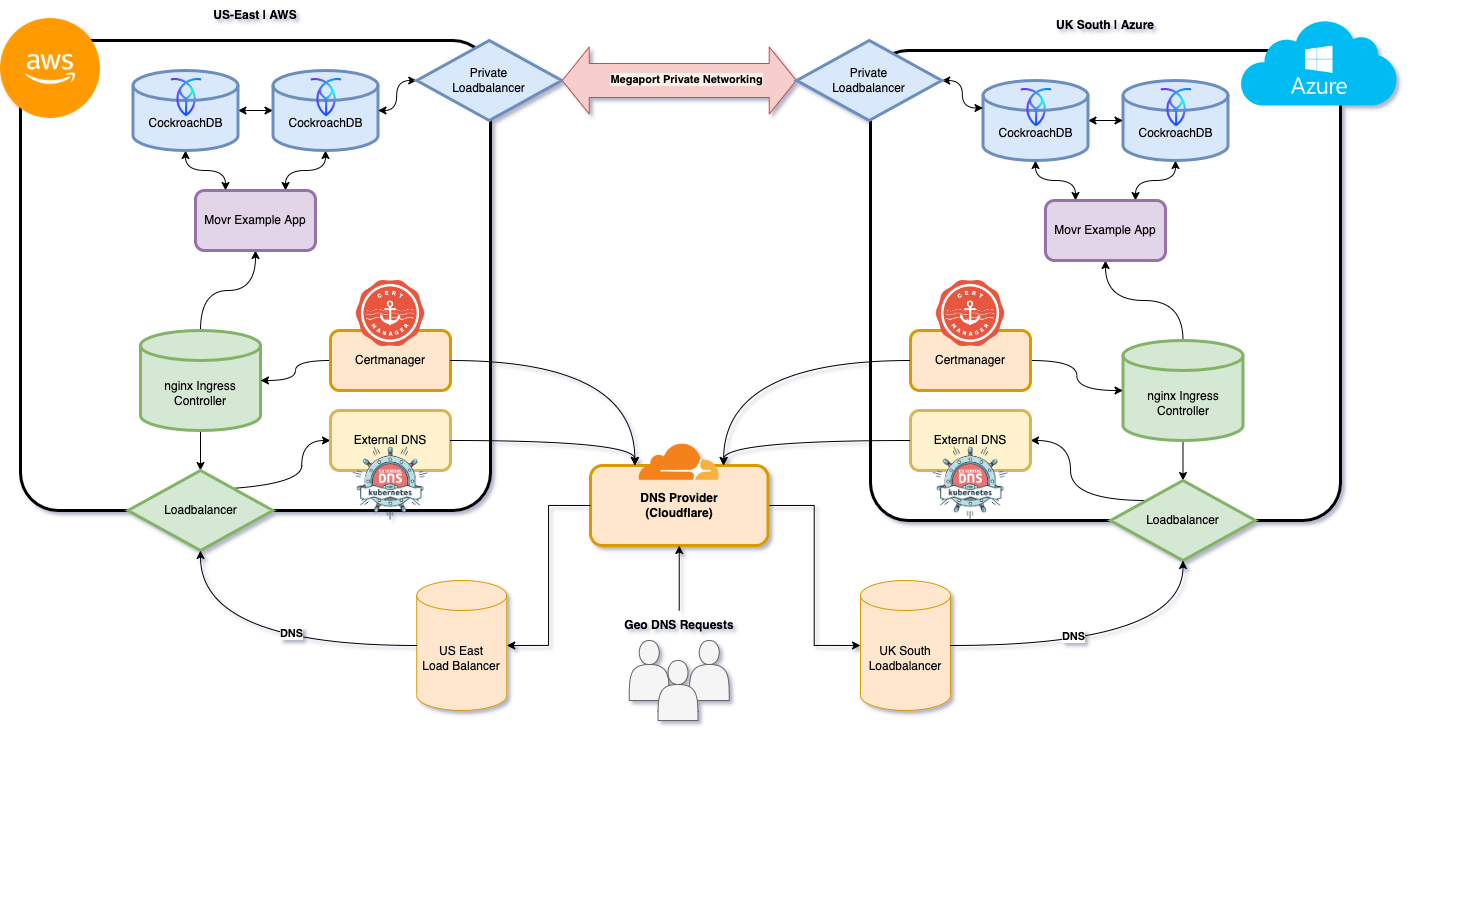 US-East | AWS
UK South | Azure
aws
Azure
Private
Loadbalancer
Megaport Private Networking
Private
Loadbalancer
CockroachDB
CockroachDB
CockroachDB
CockroachDB
Movr Example App
Movr Example App
CERT
MANAGER
CERT
MANAGER
Certmanager
Certmanager
nginx Ingress
Controller
nginx Ingress
Controller
External DNS
EXTERNAL
DNS
kubernetes
External DNS
EXTERNAL
DNS
kubernetes
DNS Provider
(Cloudflare)
Loadbalancer
Loadbalancer
Geo DNS Requests
DNS
DNS
US East
Load Balancer
UK South
Loadbalancer